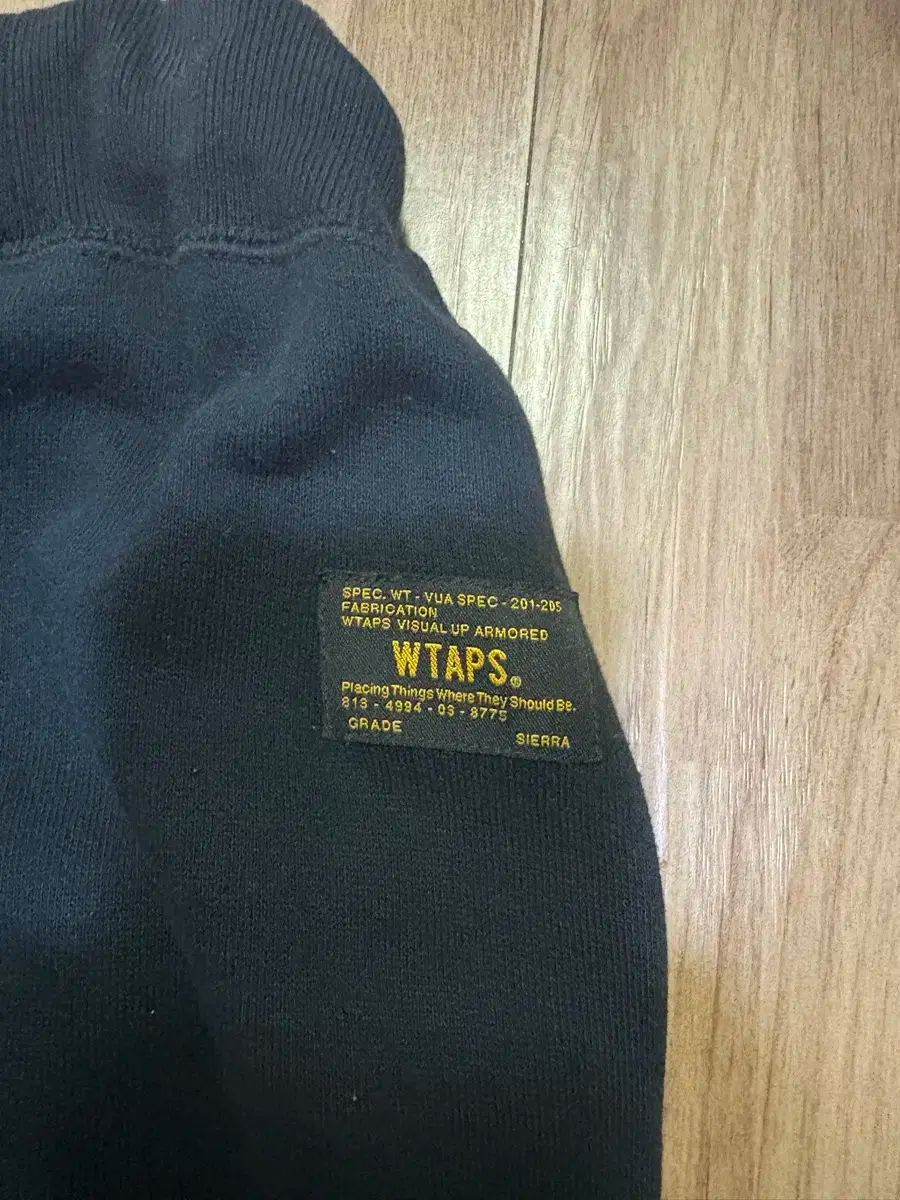 SPEC. WT - VUA SPEC - 201-205
FABRICATION
WTAPS VISUAL UP ARMORED
WTAPS®
Placing Things Where They Should Be.
813 - 4994 - 03 - 8775
GRADE SIERRA